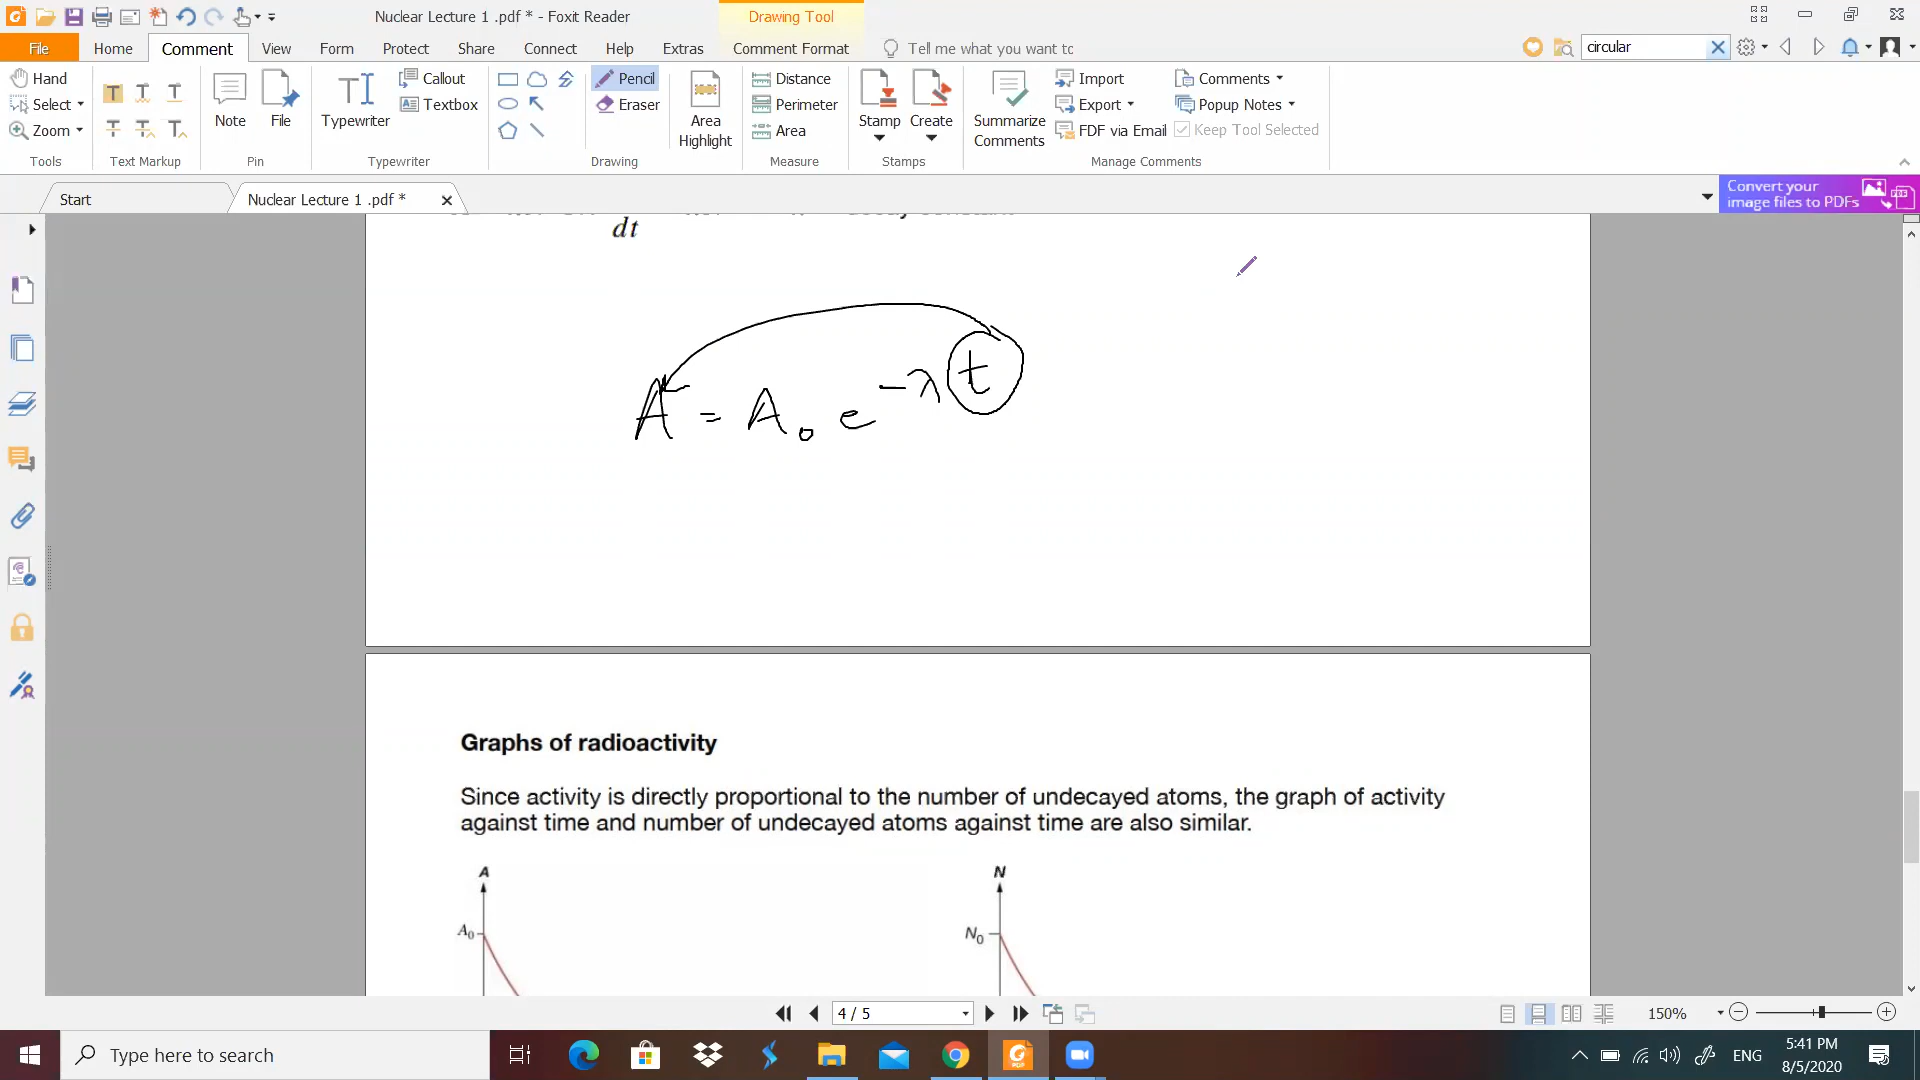 Nuclear Lecture 1 .pdf * - Foxit Reader
Drawing Tool
File Home Comment View Form Protect Share Connect Help Extras Comment Format Tell me what you want to
circular
Hand
Select
Zoom
Tools
Text Markup
Note
File
Pin
Typewriter
Typewriter
Callout
Textbox
Pencil
Eraser
Drawing
Area
Highlight
Distance
Perimeter
Area
Measure
Stamp
Create
Stamps
Summarize
Comments
Import
Export
FDF via Email
Comments
Popup Notes
Keep Tool Selected
Manage Comments
Start
Nuclear Lecture 1 .pdf *
Convert your
image files to PDFs
dt
A = A₀ e^{-λt}
Graphs of radioactivity
Since activity is directly proportional to the number of undecayed atoms, the graph of activity
against time and number of undecayed atoms against time are also similar.
A
A₀
N
N₀
4 / 5
150%
Type here to search
ENG
5:41 PM
8/5/2020